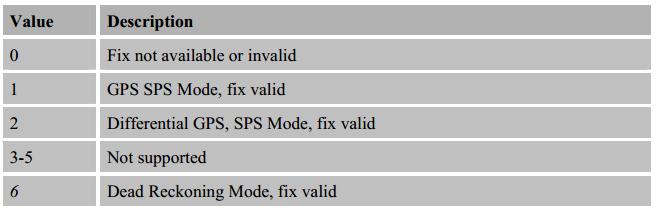 Value Description
0 Fix not available or invalid
1 GPS SPS Mode, fix valid
2 Differential GPS, SPS Mode, fix valid
3-5 Not supported
6 Dead Reckoning Mode, fix valid